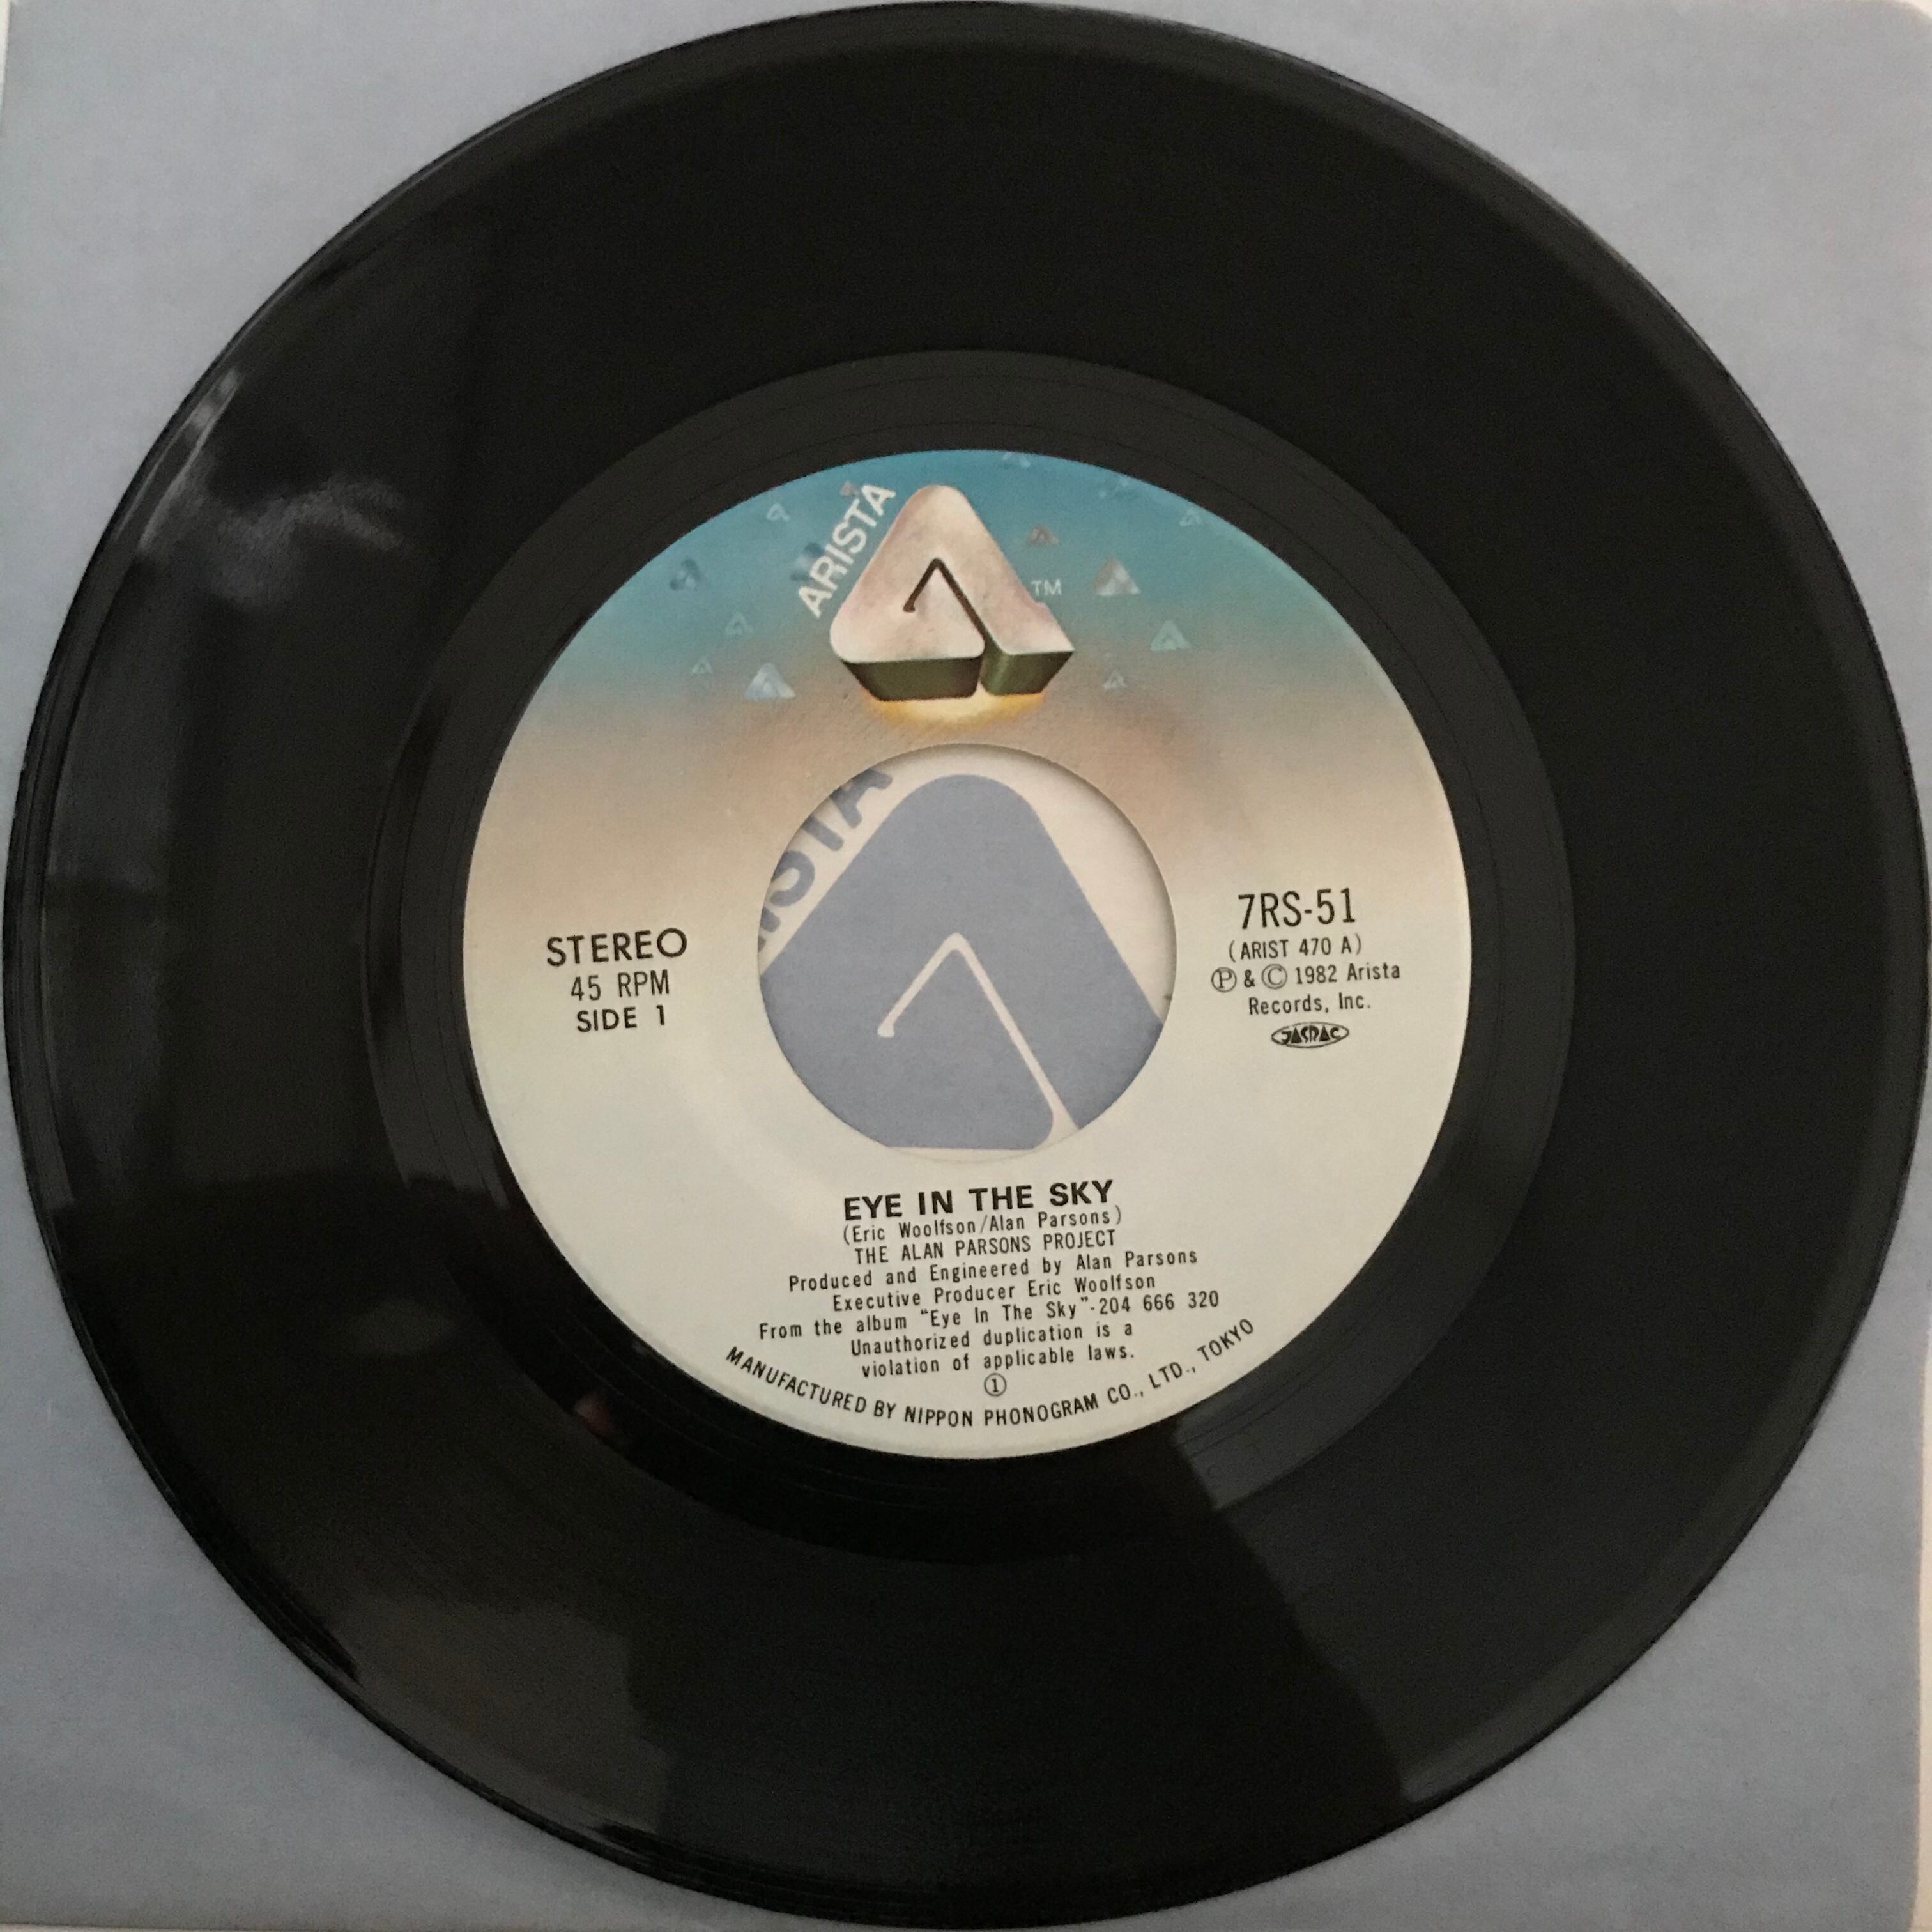 ARISTA
TM
STEREO
45 RPM
SIDE 1
7RS-51
(ARIST 470 A)
Ⓟ & © 1982 Arista
Records, Inc.
JASRAC
EYE IN THE SKY
(Eric Woolfson/Alan Parsons)
THE ALAN PARSONS PROJECT
Produced and Engineered by Alan Parsons
Executive Producer Eric Woolfson
From the album "Eye In The Sky"-204 666 320
Unauthorized duplication is a
violation of applicable laws.
①
MANUFACTURED BY NIPPON PHONOGRAM CO., LTD., TOKYO